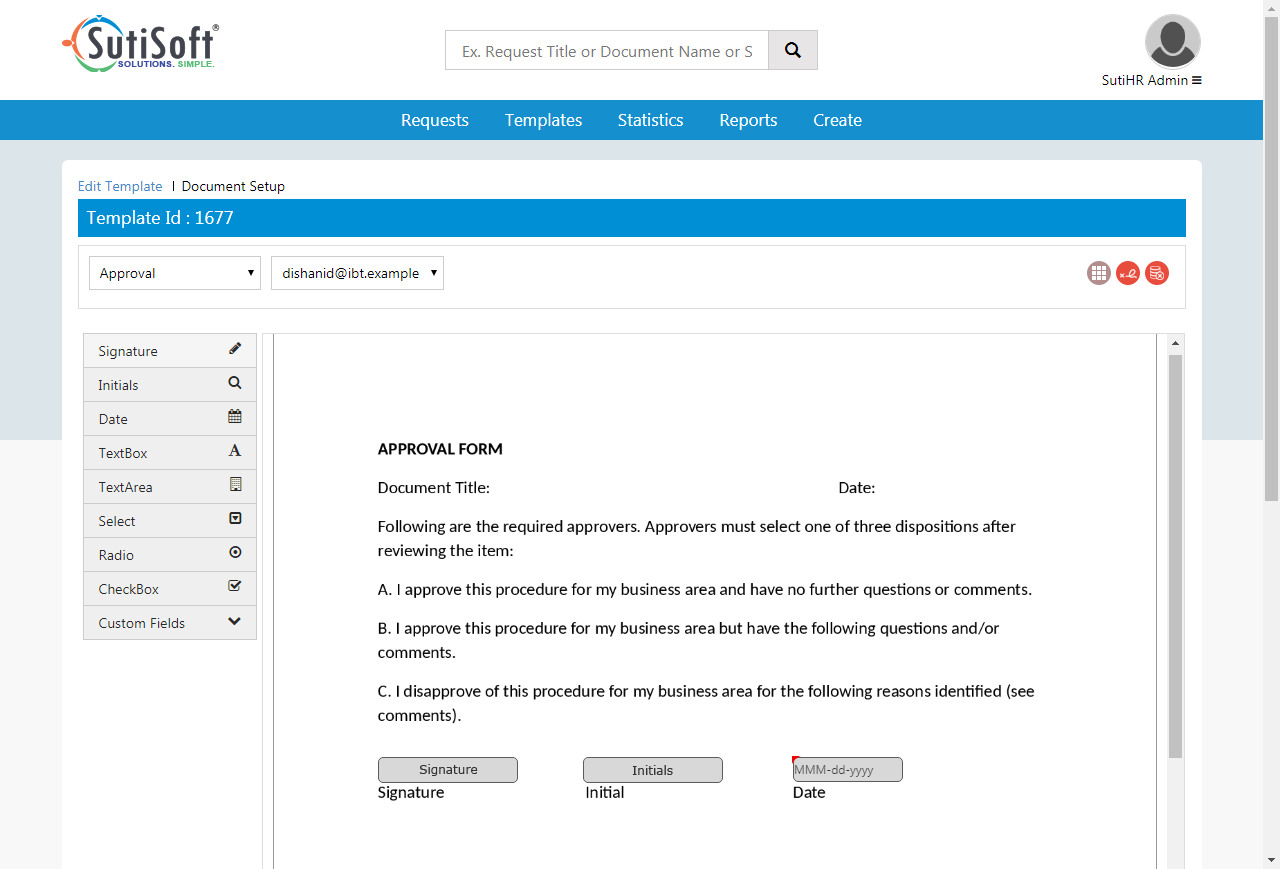 SutiSoft®
SOLUTIONS. SIMPLE.
Ex. Request Title or Document Name or S
SutiHR Admin
Requests Templates Statistics Reports Create
Edit Template | Document Setup
Template Id : 1677
Approval dishanid@ibt.example
Signature
Initials
Date
TextBox
TextArea
Select
Radio
CheckBox
Custom Fields
APPROVAL FORM
Document Title: Date:
Following are the required approvers. Approvers must select one of three dispositions after
reviewing the item:
A. I approve this procedure for my business area and have no further questions or comments.
B. I approve this procedure for my business area but have the following questions and/or
comments.
C. I disapprove of this procedure for my business area for the following reasons identified (see
comments).
Signature Initials MMM-dd-yyyy
Signature Initial Date